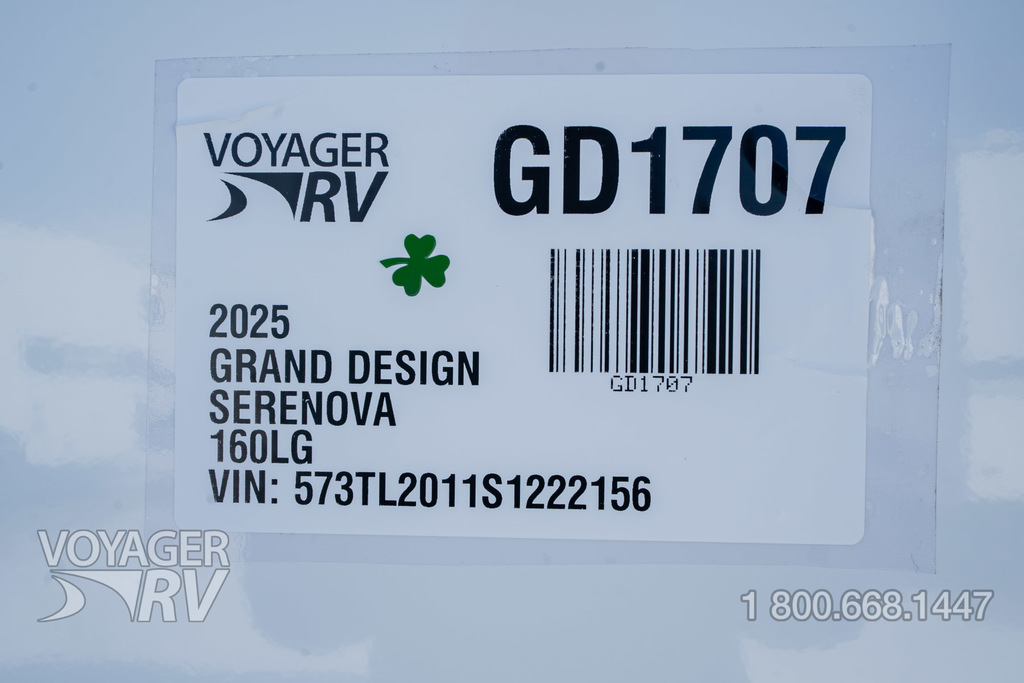 VOYAGER
RV
GD1707
GD1707
2025
GRAND DESIGN
SERENOVA
160LG
VIN: 573TL2011S1222156
VOYAGER
RV
1 800.668.1447